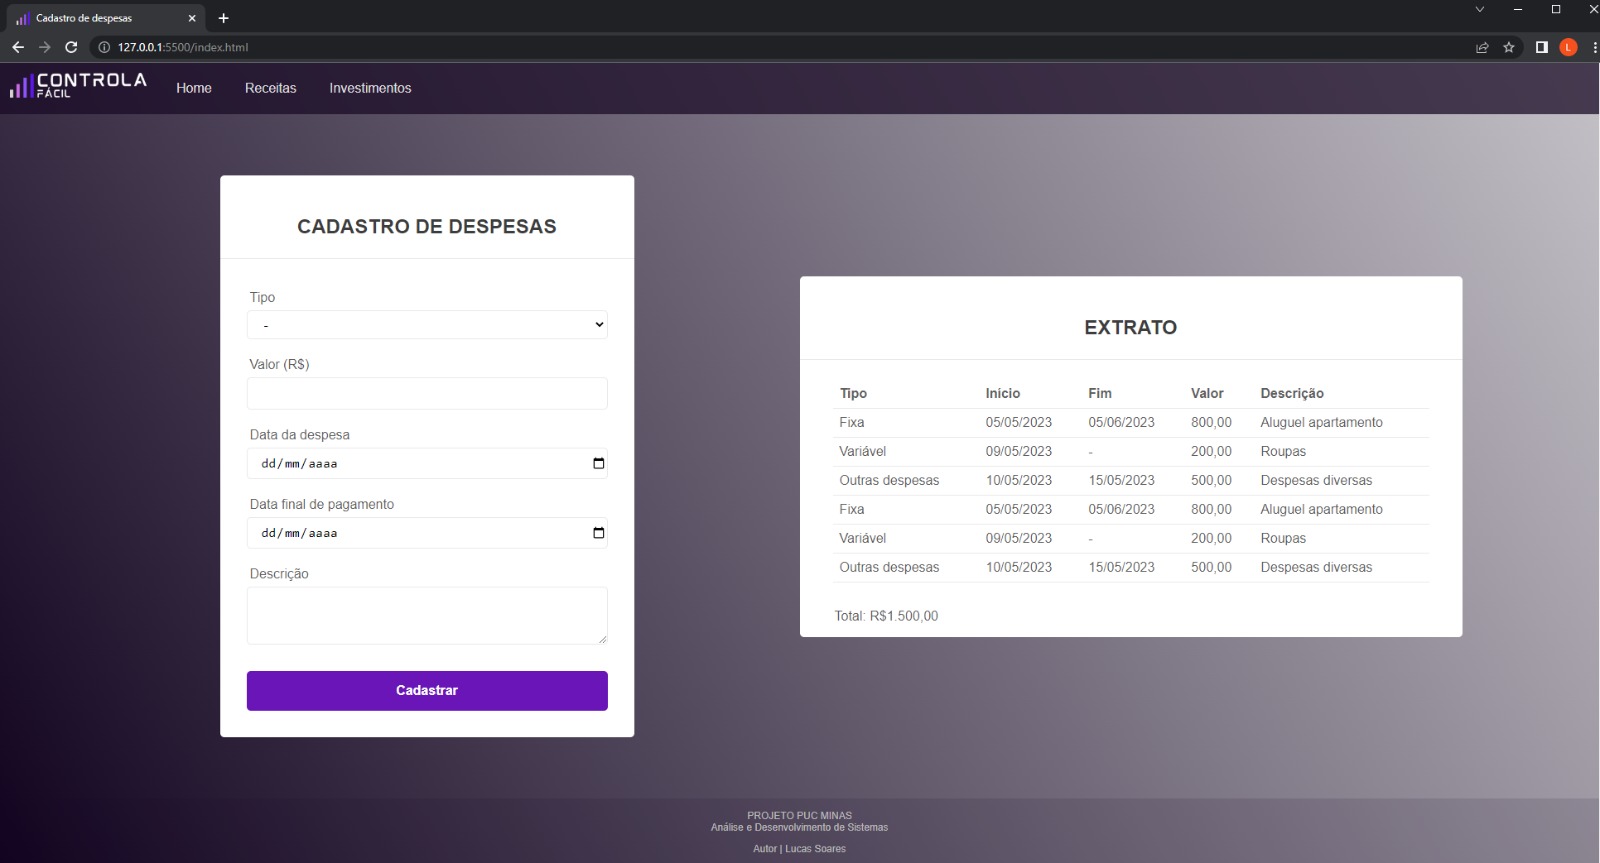 Cadastro de despesas
127.0.0.1:5500/index.html
L
CONTROLA
FÁCIL
Home
Receitas
Investimentos
CADASTRO DE DESPESAS
Tipo
-
Valor (R$)
Data da despesa
dd/mm/aaaa
Data final de pagamento
dd/mm/aaaa
Descrição
Cadastrar
EXTRATO
Tipo Início Fim Valor Descrição
Fixa 05/05/2023 05/06/2023 800,00 Aluguel apartamento
Variável 09/05/2023 - 200,00 Roupas
Outras despesas 10/05/2023 15/05/2023 500,00 Despesas diversas
Fixa 05/05/2023 05/06/2023 800,00 Aluguel apartamento
Variável 09/05/2023 - 200,00 Roupas
Outras despesas 10/05/2023 15/05/2023 500,00 Despesas diversas
Total: R$1.500,00
PROJETO PUC MINAS
Análise e Desenvolvimento de Sistemas
Autor | Lucas Soares